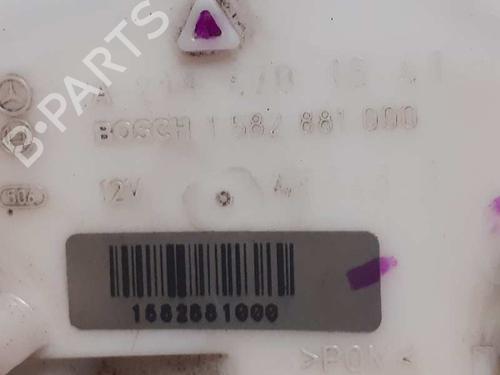 B-PARTS
A
BOSCH 1 582 881 000
12V
1582881000
>POM<